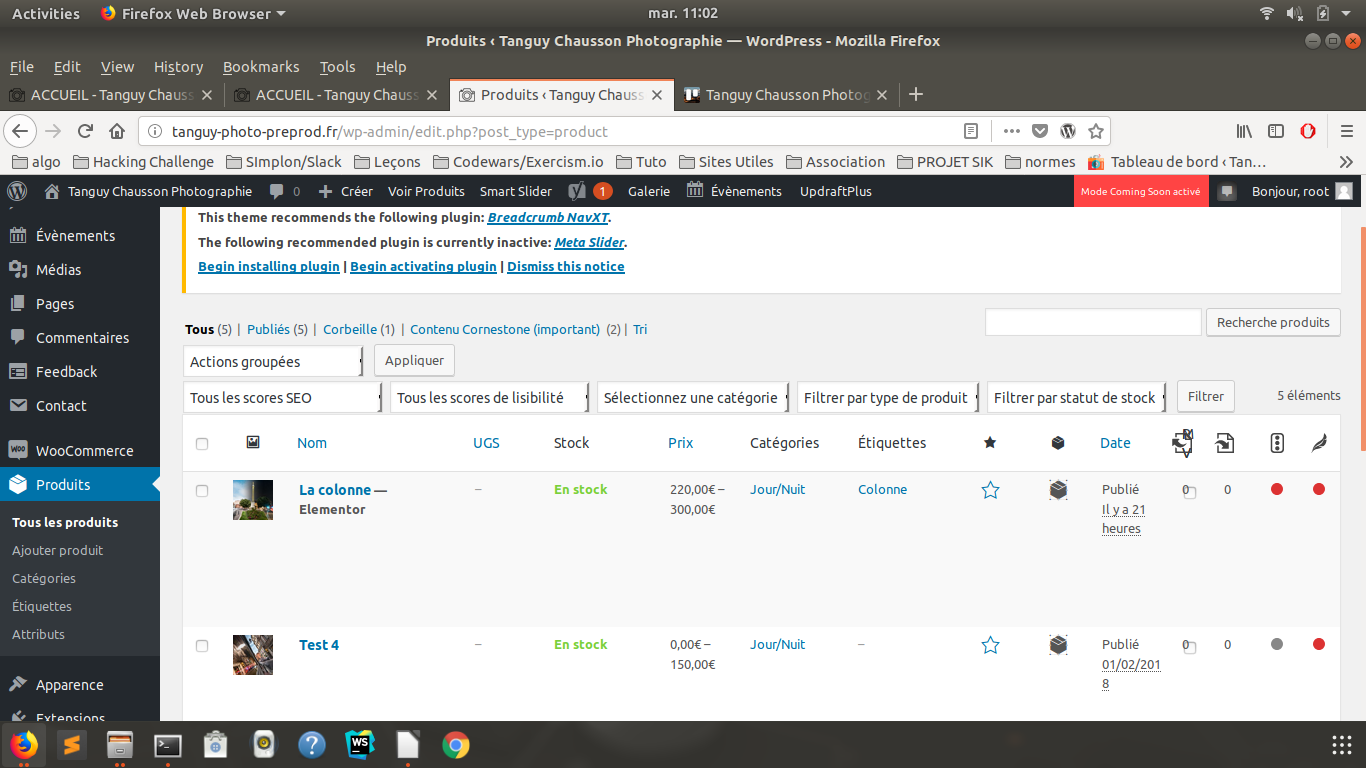 Activities Firefox Web Browser mar. 11:02
Produits ‹ Tanguy Chausson Photographie — WordPress - Mozilla Firefox
File Edit View History Bookmarks Tools Help
ACCUEIL - Tanguy Chauss ACCUEIL - Tanguy Chauss Produits ‹ Tanguy Chauss Tanguy Chausson Photog
tanguy-photo-preprod.fr/wp-admin/edit.php?post_type=product
algo Hacking Challenge SImplon/Slack Leçons Codewars/Exercism.io Tuto Sites Utiles Association PROJET SIK normes Tableau de bord ‹ Tan…
Tanguy Chausson Photographie 0 Créer Voir Produits Smart Slider 1 Galerie Évènements UpdraftPlus Mode Coming Soon activé Bonjour, root
This theme recommends the following plugin: Breadcrumb NavXT.
The following recommended plugin is currently inactive: Meta Slider.
Begin installing plugin | Begin activating plugin | Dismiss this notice
Évènements
Médias
Pages
Commentaires
Feedback
Contact
WooCommerce
Produits
Tous les produits
Ajouter produit
Catégories
Étiquettes
Attributs
Apparence
Extensions
Tous (5) | Publiés (5) | Corbeille (1) | Contenu Cornestone (important) (2) | Tri
Recherche produits
Actions groupées Appliquer
Tous les scores SEO Tous les scores de lisibilité Sélectionnez une catégorie Filtrer par type de produit Filtrer par statut de stock Filtrer 5 éléments
Nom UGS Stock Prix Catégories Étiquettes Date
La colonne — – En stock 220,00€ – Jour/Nuit Colonne Publié 0 0
Elementor 300,00€ Il y a 21
heures
Test 4 – En stock 0,00€ – Jour/Nuit – Publié 0 0
150,00€ 01/02/201
8
WS